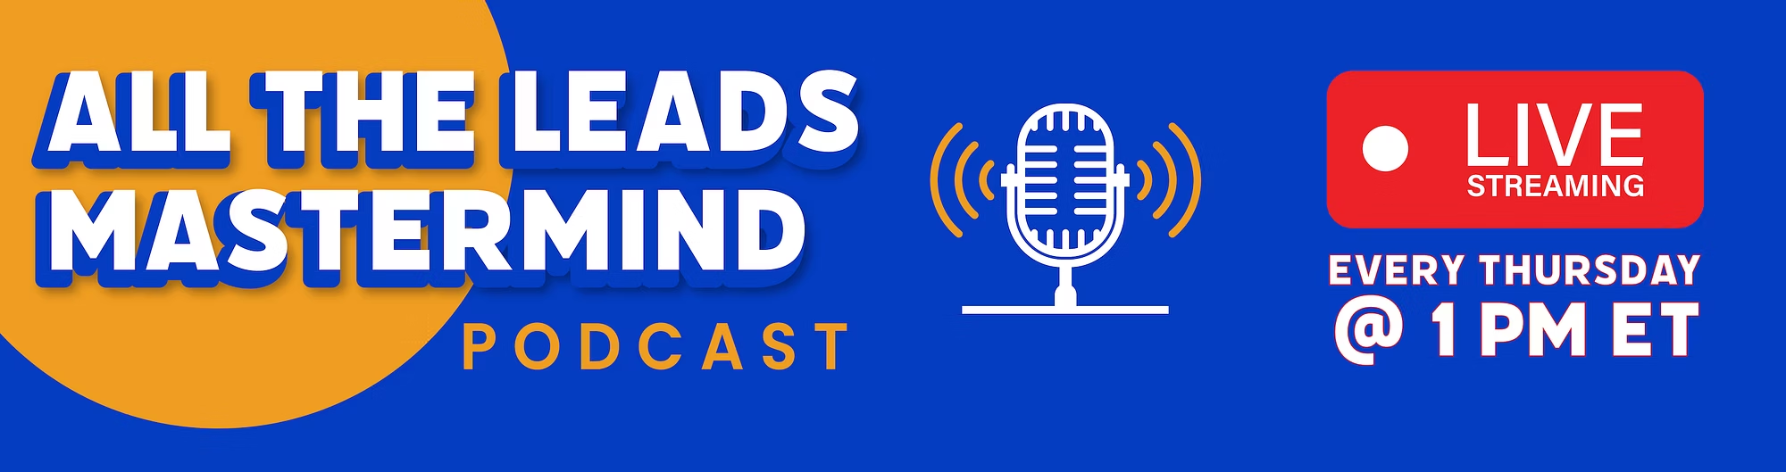 ALL THE LEADS
MASTERMIND
PODCAST
LIVE
STREAMING
EVERY THURSDAY
@ 1 PM ET